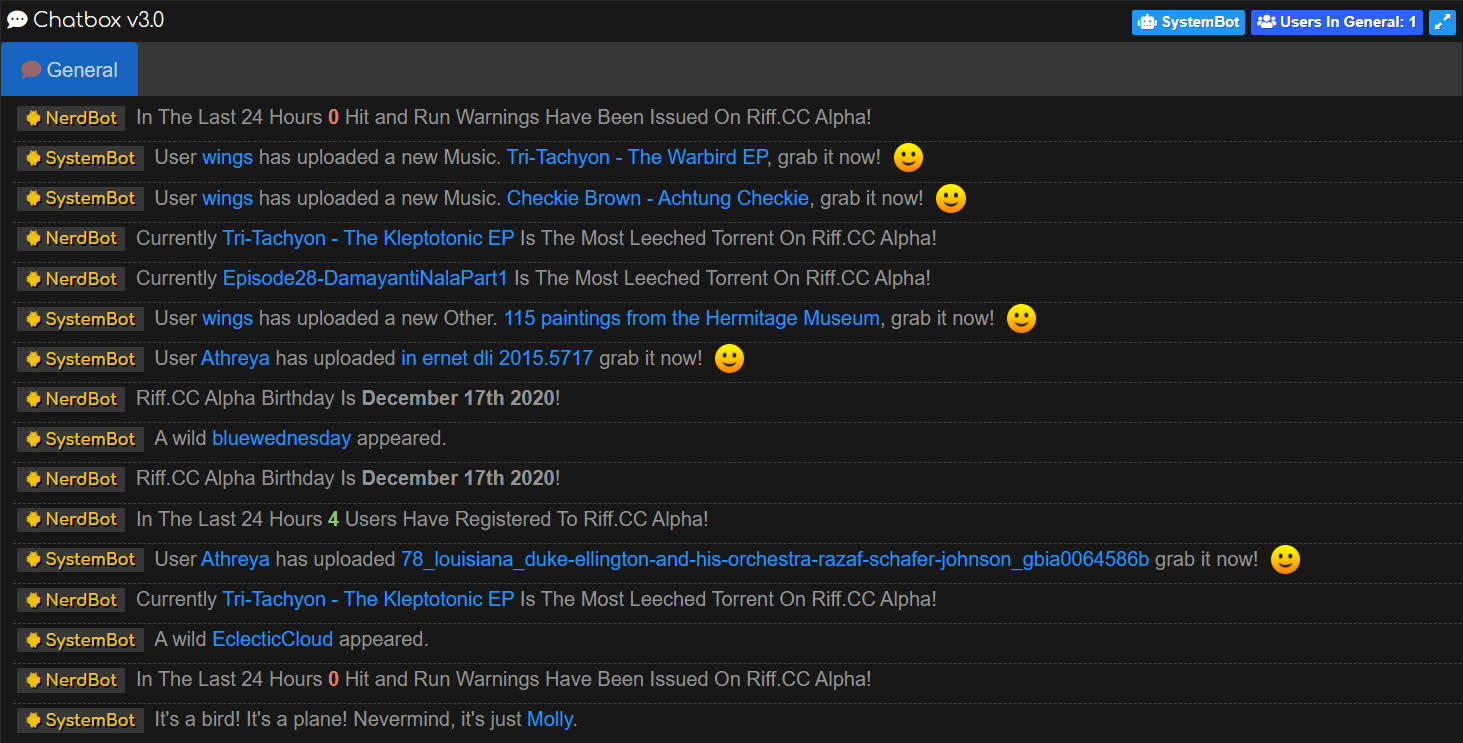 Chatbox v3.0
SystemBot
Users In General: 1
General
NerdBot In The Last 24 Hours 0 Hit and Run Warnings Have Been Issued On Riff.CC Alpha!
SystemBot User wings has uploaded a new Music. Tri-Tachyon - The Warbird EP, grab it now!
SystemBot User wings has uploaded a new Music. Checkie Brown - Achtung Checkie, grab it now!
NerdBot Currently Tri-Tachyon - The Kleptotonic EP Is The Most Leeched Torrent On Riff.CC Alpha!
NerdBot Currently Episode28-DamayantiNalaPart1 Is The Most Leeched Torrent On Riff.CC Alpha!
SystemBot User wings has uploaded a new Other. 115 paintings from the Hermitage Museum, grab it now!
SystemBot User Athreya has uploaded in ernet dli 2015.5717 grab it now!
NerdBot Riff.CC Alpha Birthday Is December 17th 2020!
SystemBot A wild bluewednesday appeared.
NerdBot Riff.CC Alpha Birthday Is December 17th 2020!
NerdBot In The Last 24 Hours 4 Users Have Registered To Riff.CC Alpha!
SystemBot User Athreya has uploaded 78_louisiana_duke-ellington-and-his-orchestra-razaf-schafer-johnson_gbia0064586b grab it now!
NerdBot Currently Tri-Tachyon - The Kleptotonic EP Is The Most Leeched Torrent On Riff.CC Alpha!
SystemBot A wild EclecticCloud appeared.
NerdBot In The Last 24 Hours 0 Hit and Run Warnings Have Been Issued On Riff.CC Alpha!
SystemBot It's a bird! It's a plane! Nevermind, it's just Molly.